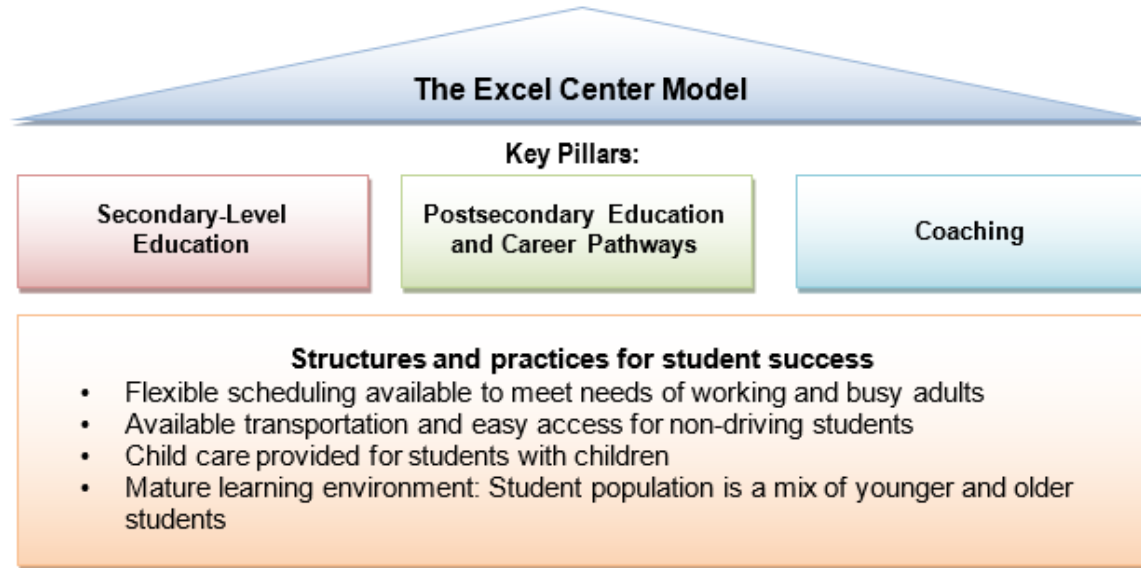 The Excel Center Model
Key Pillars:
Secondary-Level
Education
Postsecondary Education
and Career Pathways
Coaching
Structures and practices for student success
• Flexible scheduling available to meet needs of working and busy adults
• Available transportation and easy access for non-driving students
• Child care provided for students with children
• Mature learning environment: Student population is a mix of younger and older
students